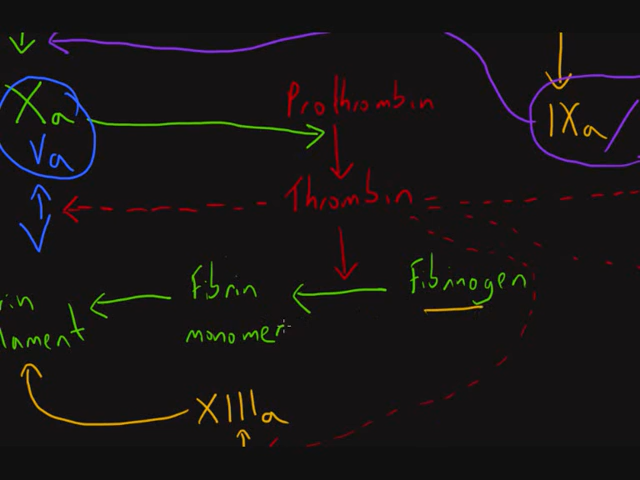 Prothrombin
Xa
IXa
Va
Thrombin
V
Fibrinogen
Fibrin
monomer
XIIIa